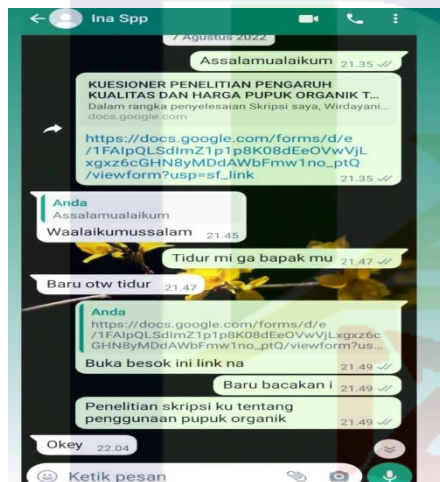 Ina Spp
7 Agustus 2022
Assalamualaikum 21.35
KUESIONER PENELITIAN PENGARUH
KUALITAS DAN HARGA PUPUK ORGANIK T...
Dalam rangka penyelesaian Skripsi saya, Wirdayani...
docs.google.com
https://docs.google.com/forms/d/e
/1FAIpQLSdImZ1p1p8K08dEeOVwVjL
xgxz6cGHN8yMDdAWbFmw1no_ptQ
/viewform?usp=sf_link
21.35
Anda
Assalamualaikum
Waalaikumussalam 21.45
Tidur mi ga bapak mu 21.47
Baru otw tidur 21.47
Anda
https://docs.google.com/forms/d/e
/1FAIpQLSdImZ1p1p8K08dEeOVwVjLxgxz6c
GHN8yMDdAWbFmw1no_ptQ/viewform?us...
Buka besok ini link na 21.49
Baru bacakan i 21.49
Penelitian skripsi ku tentang
penggunaan pupuk organik 21.49
Okey 22.04
Ketik pesan